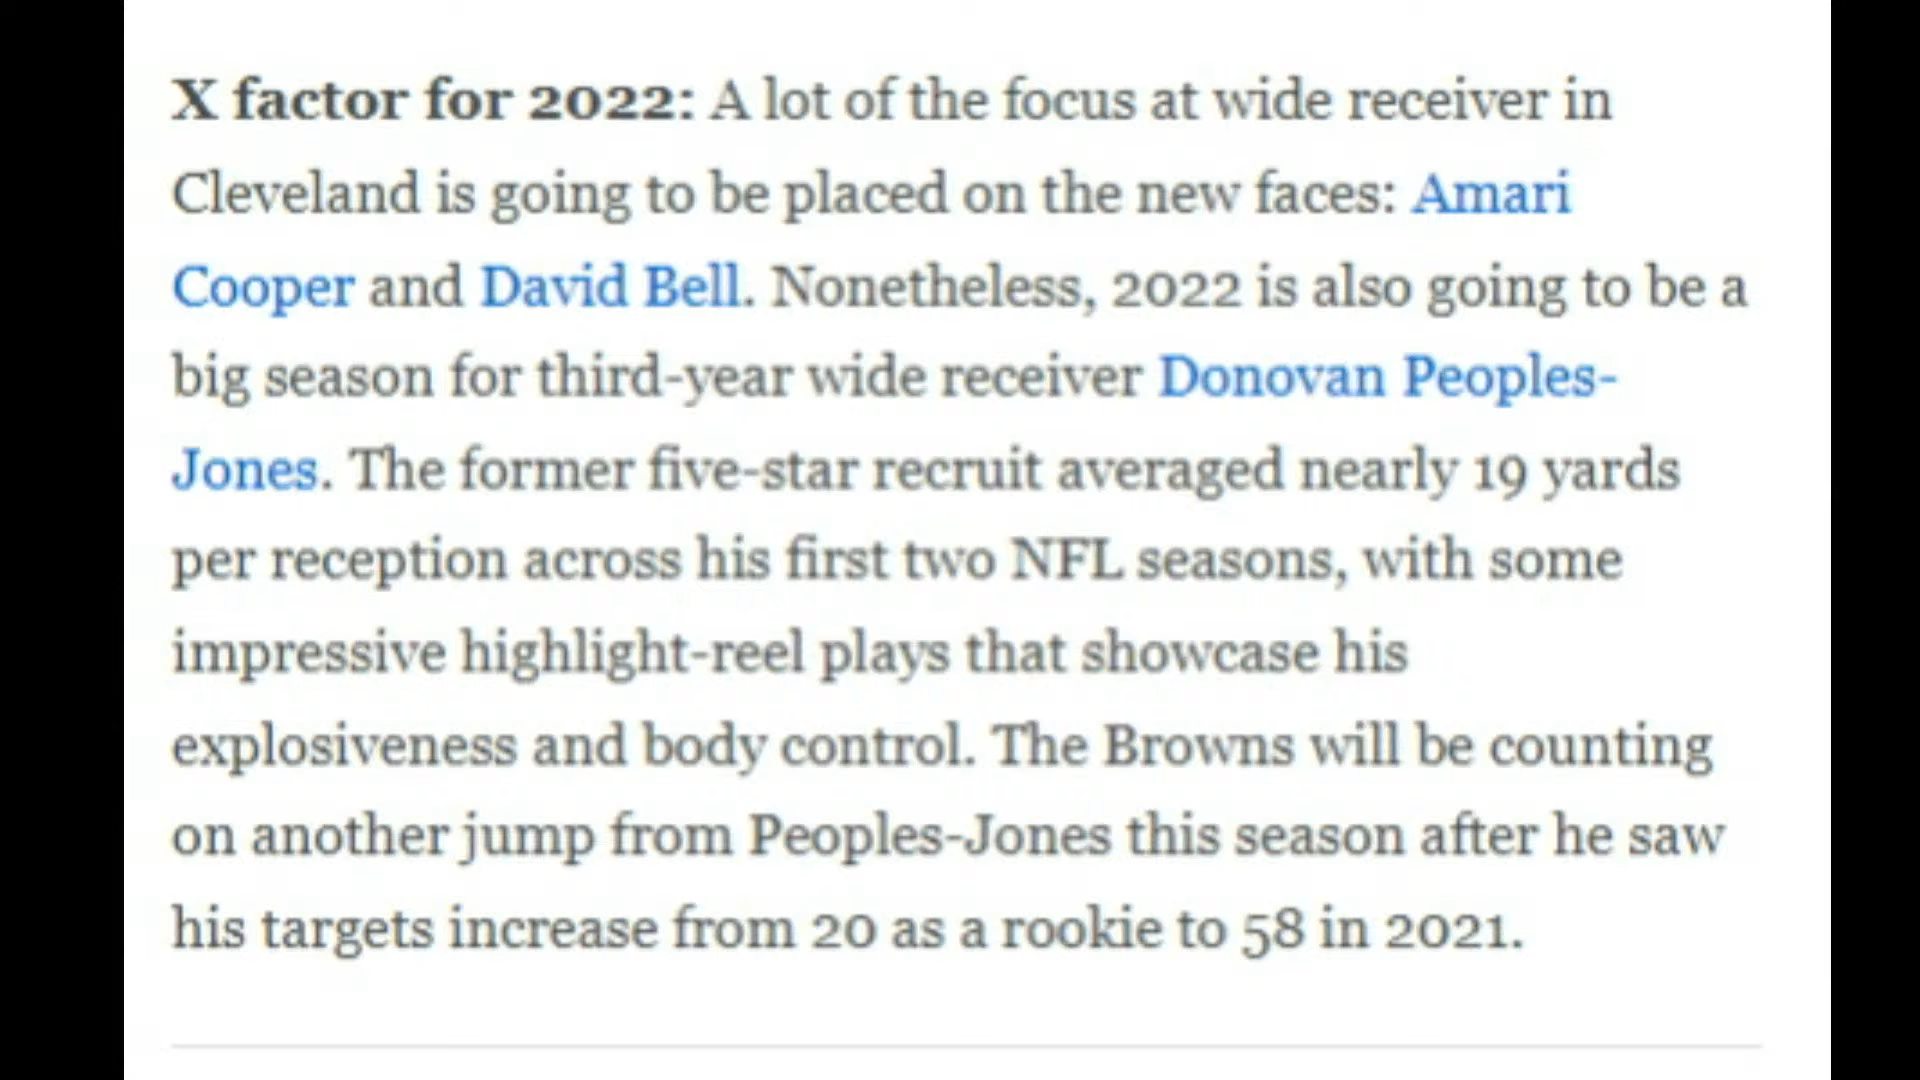 X factor for 2022: A lot of the focus at wide receiver in
Cleveland is going to be placed on the new faces: Amari
Cooper and David Bell. Nonetheless, 2022 is also going to be a
big season for third-year wide receiver Donovan Peoples-
Jones. The former five-star recruit averaged nearly 19 yards
per reception across his first two NFL seasons, with some
impressive highlight-reel plays that showcase his
explosiveness and body control. The Browns will be counting
on another jump from Peoples-Jones this season after he saw
his targets increase from 20 as a rookie to 58 in 2021.